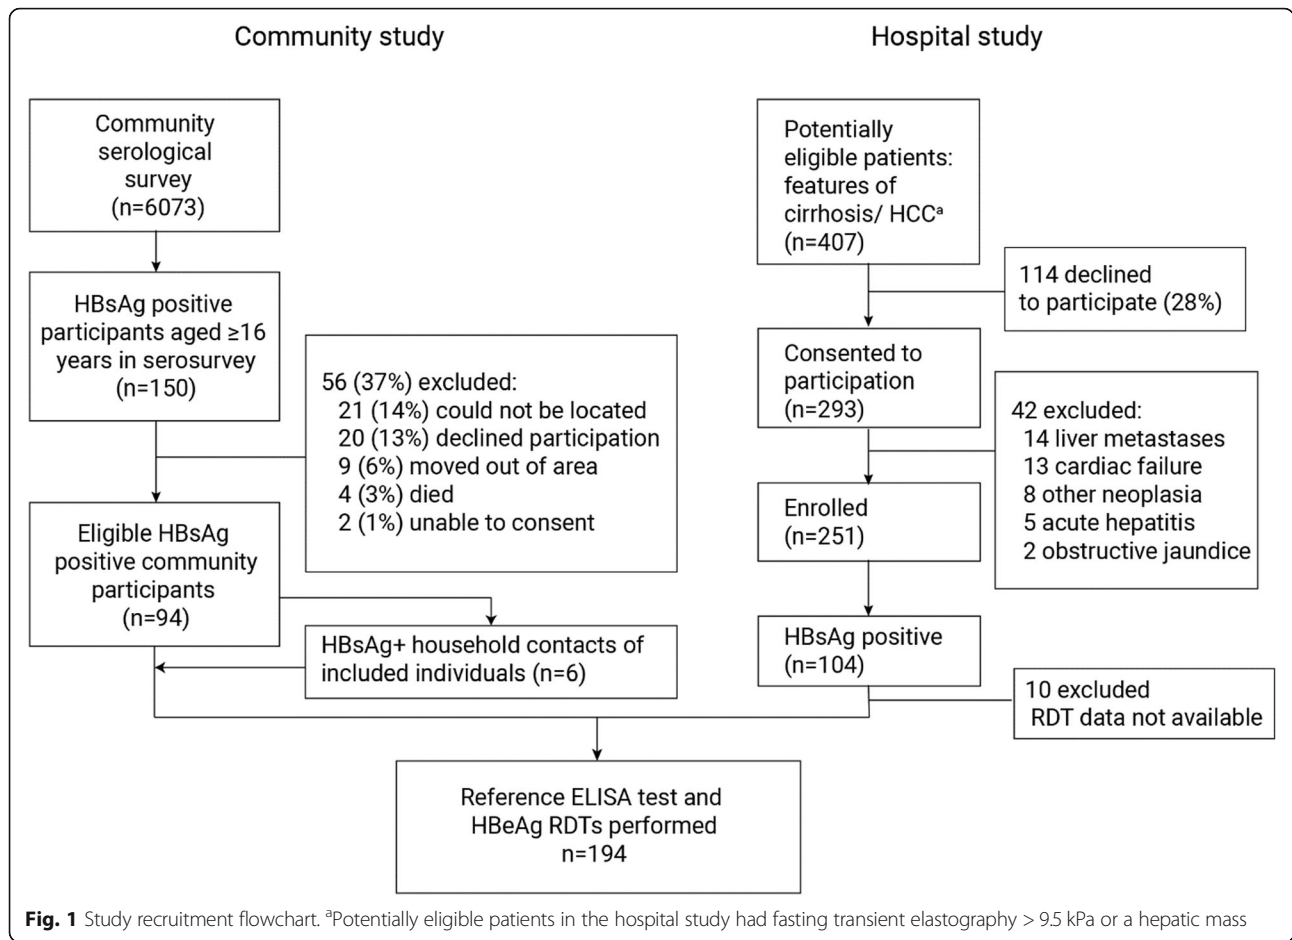 Community study
Community
serological
survey
(n=6073)
HBsAg positive
participants aged ≥16
years in serosurvey
(n=150)
56 (37%) excluded:
21 (14%) could not be located
20 (13%) declined participation
9 (6%) moved out of area
4 (3%) died
2 (1%) unable to consent
Eligible HBsAg
positive community
participants
(n=94)
HBsAg+ household contacts of
included individuals (n=6)
Hospital study
Potentially
eligible patients:
features of
cirrhosis/ HCCᵃ
(n=407)
114 declined
to participate (28%)
Consented to
participation
(n=293)
42 excluded:
14 liver metastases
13 cardiac failure
8 other neoplasia
5 acute hepatitis
2 obstructive jaundice
Enrolled
(n=251)
HBsAg positive
(n=104)
10 excluded
RDT data not available
Reference ELISA test and
HBeAg RDTs performed
n=194
Fig. 1 Study recruitment flowchart. ᵃPotentially eligible patients in the hospital study had fasting transient elastography > 9.5 kPa or a hepatic mass